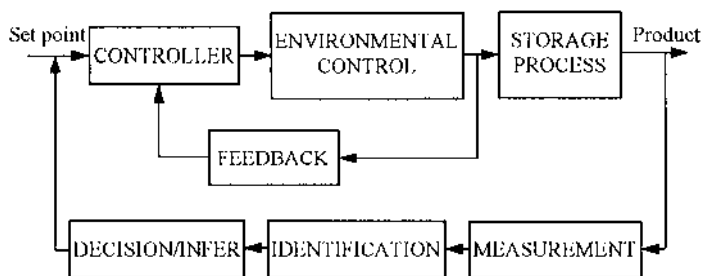 Set point
CONTROLLER
ENVIRONMENTAL
CONTROL
STORAGE
PROCESS
Product
FEEDBACK
DECISION/INFER
IDENTIFICATION
MEASUREMENT